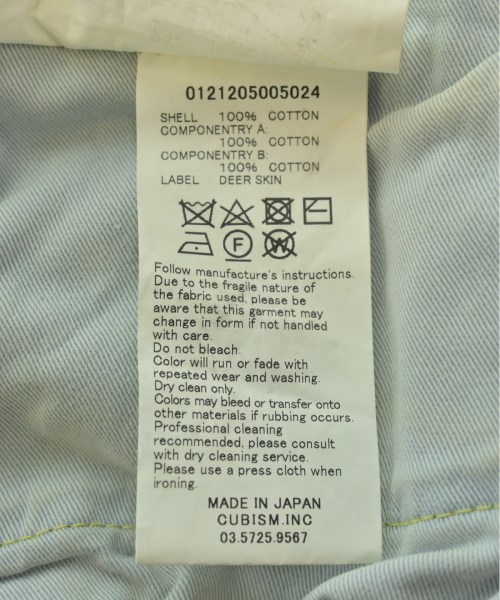 0121205005024
SHELL 100% COTTON
COMPONENTRY A:
100% COTTON
COMPONENTRY B:
100% COTTON
LABEL DEER SKIN
F W
Follow manufacture's instructions.
Due to the fragile nature of
the fabric used, please be
aware that this garment may
change in form if not handled
with care.
Do not bleach.
Color will run or fade with
repeated wear and washing.
Dry clean only.
Colors may bleed or transfer onto
other materials if rubbing occurs.
Professional cleaning
recommended, please consult
with dry cleaning service.
Please use a press cloth when
ironing.
MADE IN JAPAN
CUBISM.INC
03.5725.9567